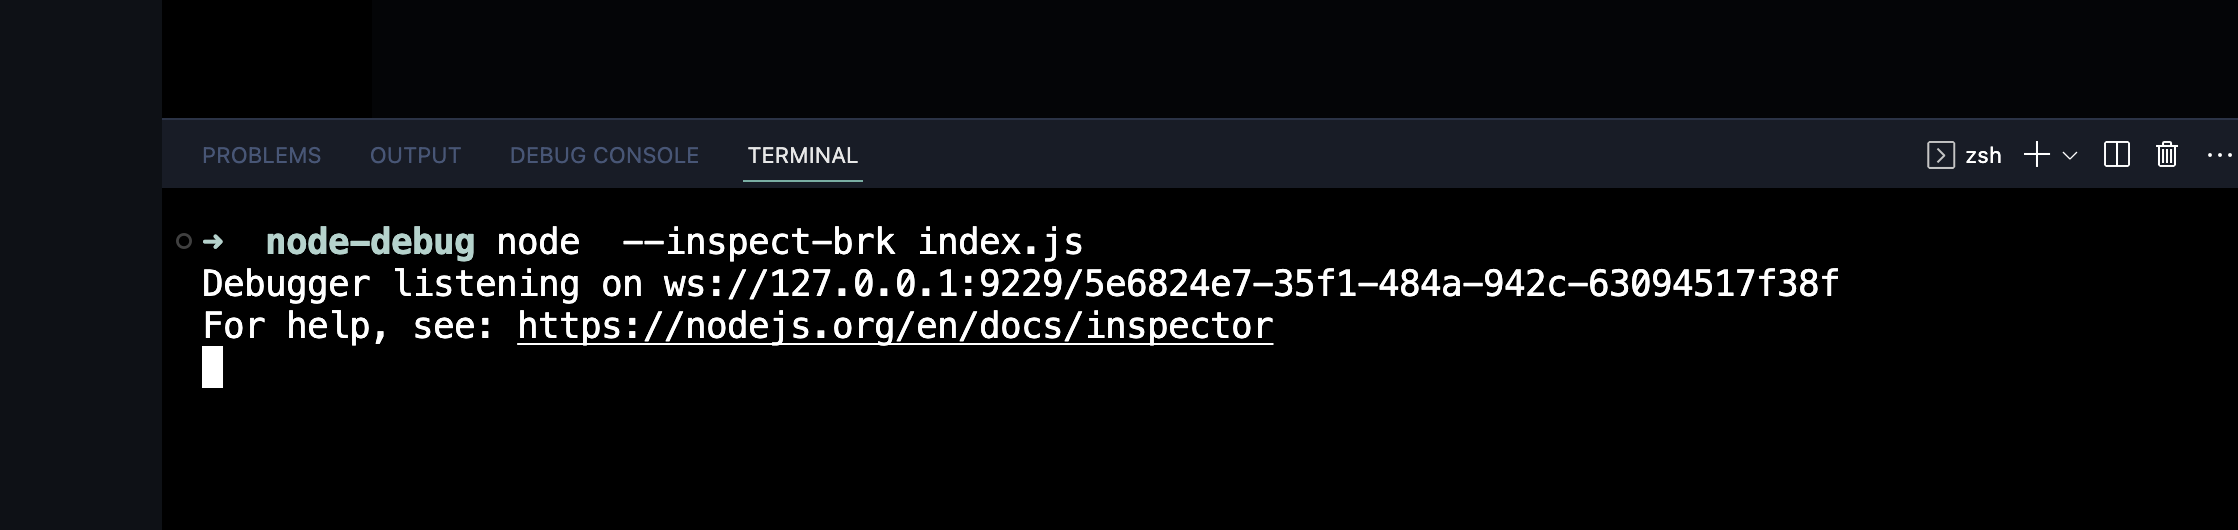 PROBLEMS OUTPUT DEBUG CONSOLE TERMINAL zsh
→ node-debug node  --inspect-brk index.js
Debugger listening on ws://127.0.0.1:9229/5e6824e7-35f1-484a-942c-63094517f38f
For help, see: https://nodejs.org/en/docs/inspector